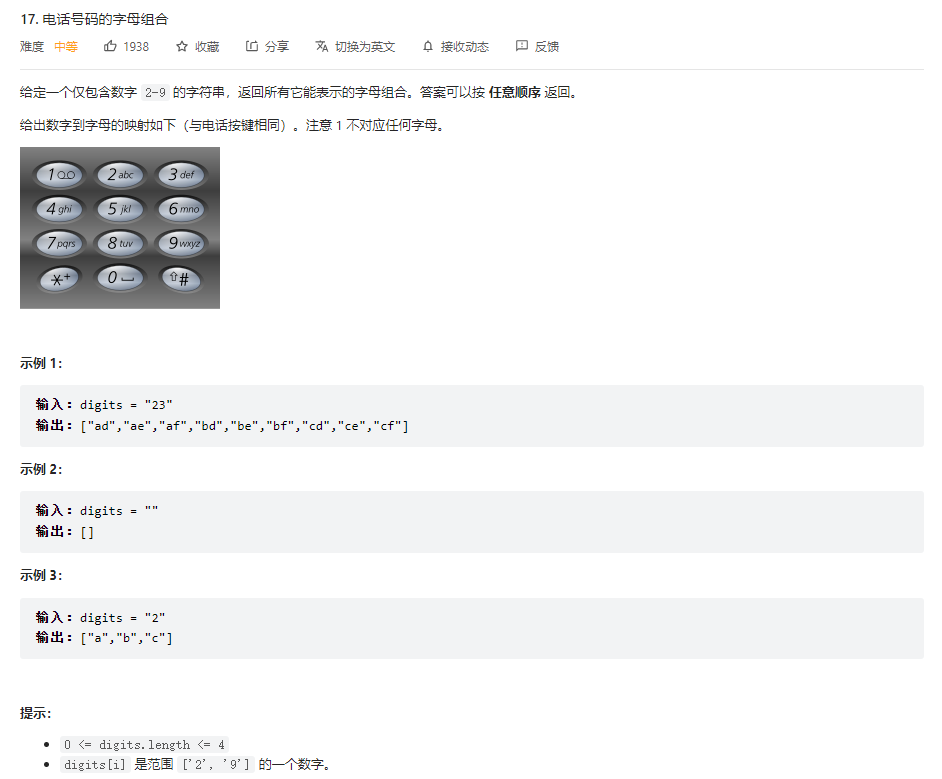 17. 电话号码的字母组合
难度 中等 1938 收藏 分享 切换为英文 接收动态 反馈
给定一个仅包含数字 2-9 的字符串，返回所有它能表示的字母组合。答案可以按 任意顺序 返回。
给出数字到字母的映射如下（与电话按键相同）。注意 1 不对应任何字母。
1 2 abc 3 def
4 ghi 5 jkl 6 mno
7 pqrs 8 tuv 9 wxyz
*+ 0 #
示例 1：
输入：digits = "23"
输出：["ad","ae","af","bd","be","bf","cd","ce","cf"]
示例 2：
输入：digits = ""
输出：[]
示例 3：
输入：digits = "2"
输出：["a","b","c"]
提示：
0 <= digits.length <= 4
digits[i] 是范围 ['2', '9'] 的一个数字。